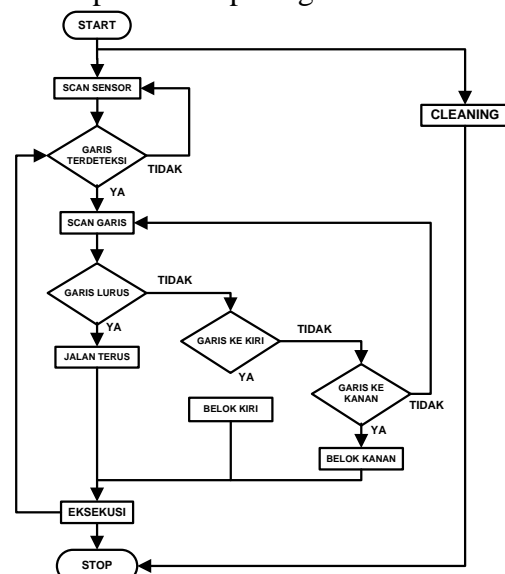 START
SCAN SENSOR
CLEANING
GARIS
TERDETEKSI
TIDAK
YA
SCAN GARIS
TIDAK
GARIS LURUS
TIDAK
YA
GARIS KE KIRI
JALAN TERUS
YA
GARIS KE
KANAN
TIDAK
BELOK KIRI
YA
BELOK KANAN
EKSEKUSI
STOP